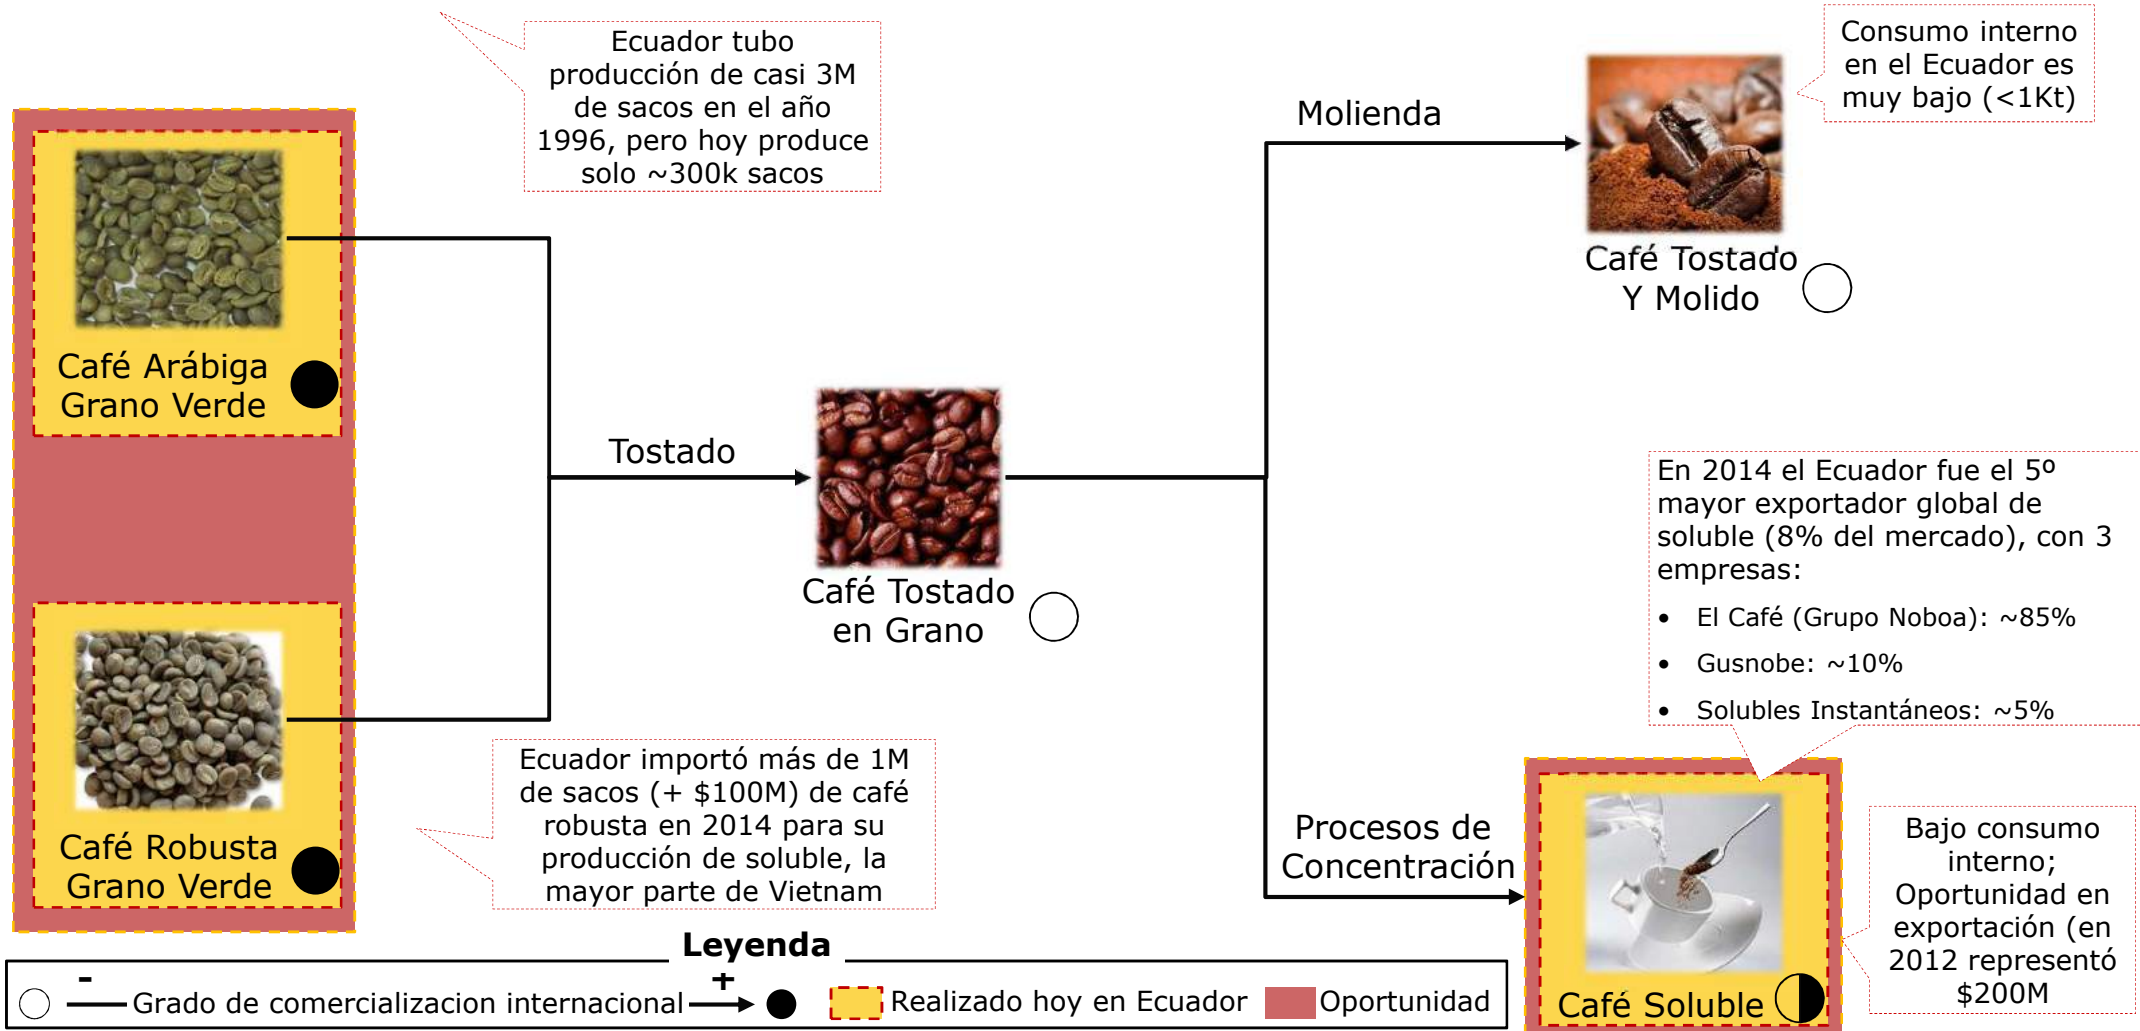 Ecuador tubo
producción de casi 3M
de sacos en el año
1996, pero hoy produce
solo ~300k sacos
Consumo interno
en el Ecuador es
muy bajo (<1Kt)
Molienda
Café Tostado
Y Molido
Café Arábiga
Grano Verde
Tostado
Café Tostado
en Grano
En 2014 el Ecuador fue el 5º
mayor exportador global de
soluble (8% del mercado), con 3
empresas:
• El Café (Grupo Noboa): ~85%
• Gusnobe: ~10%
• Solubles Instantáneos: ~5%
Café Robusta
Grano Verde
Ecuador importó más de 1M
de sacos (+ $100M) de café
robusta en 2014 para su
producción de soluble, la
mayor parte de Vietnam
Procesos de
Concentración
Café Soluble
Bajo consumo
interno;
Oportunidad en
exportación (en
2012 representó
$200M
Leyenda
- +
Grado de comercializacion internacional
Realizado hoy en Ecuador
Oportunidad